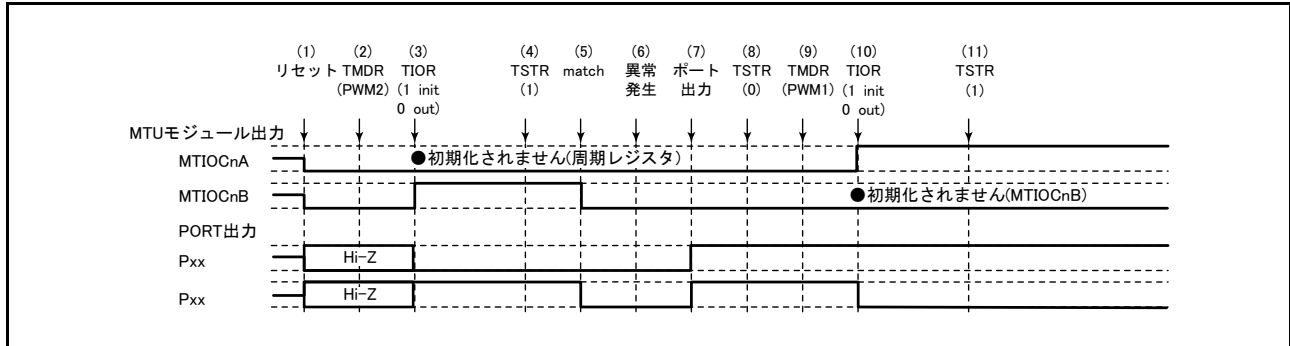 (1) (2) (3) (4) (5) (6) (7) (8) (9) (10) (11)
リセット TMDR TIOR TSTR match 異常 ポート TSTR TMDR TIOR TSTR
(PWM2) (1 init (1) 発生 出力 (0) (PWM1) (1 init (1)
0 out) 0 out)
MTUモジュール出力
MTIOCnA ●初期化されません(周期レジスタ)
MTIOCnB ●初期化されません(MTIOCnB)
PORT出力
Pxx Hi-Z
Pxx Hi-Z